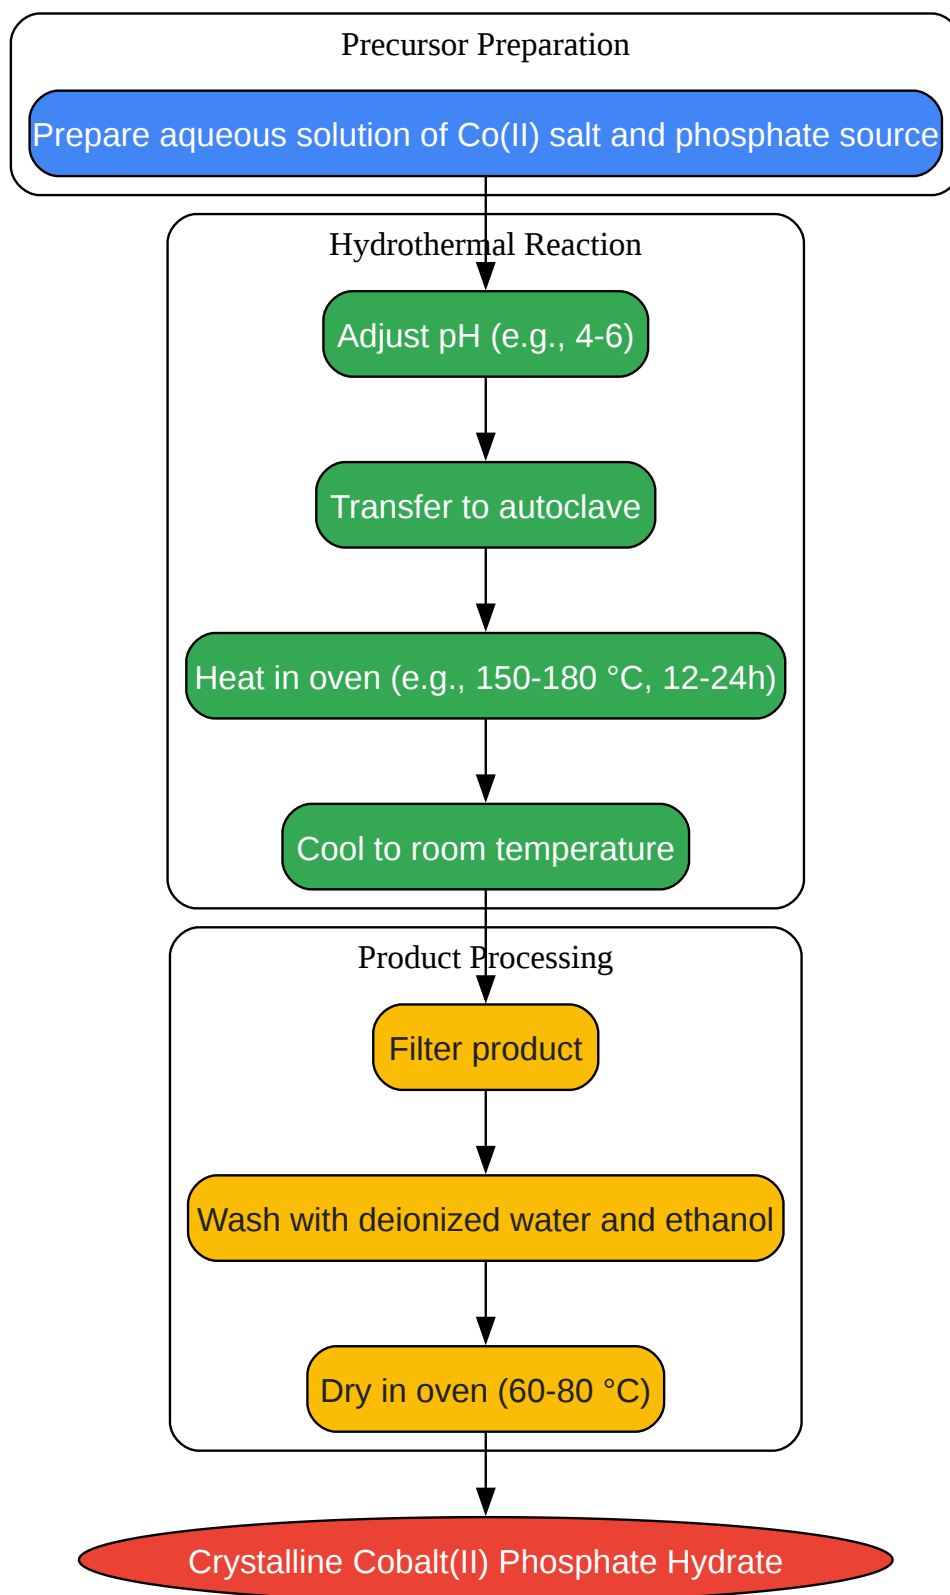 Precursor Preparation
Prepare aqueous solution of Co(II) salt and phosphate source
Hydrothermal Reaction
Adjust pH (e.g., 4-6)
Transfer to autoclave
Heat in oven (e.g., 150-180 °C, 12-24h)
Cool to room temperature
Product Processing
Filter product
Wash with deionized water and ethanol
Dry in oven (60-80 °C)
Crystalline Cobalt(II) Phosphate Hydrate